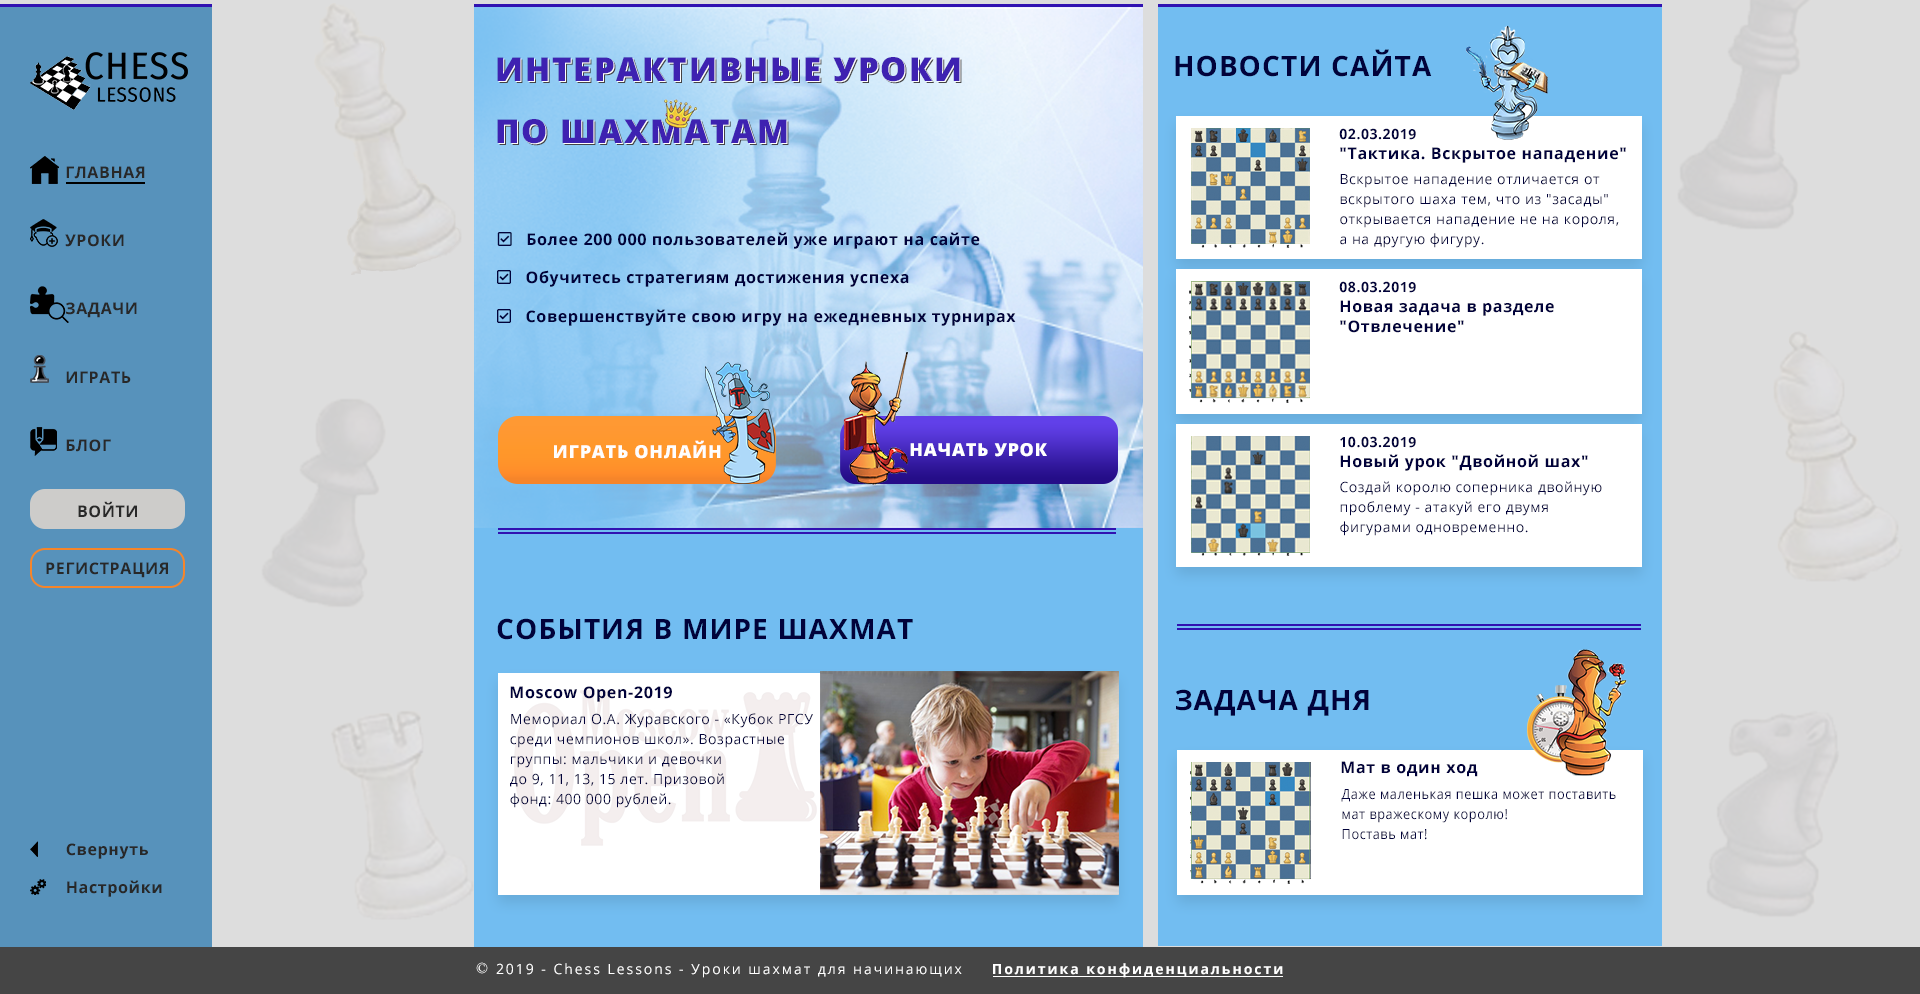 CHESS
LESSONS
ГЛАВНАЯ
УРОКИ
ЗАДАЧИ
ИГРАТЬ
БЛОГ
ВОЙТИ
РЕГИСТРАЦИЯ
Свернуть
Настройки
ИНТЕРАКТИВНЫЕ УРОКИ
ПО ШАХМАТАМ
Более 200 000 пользователей уже играют на сайте
Обучитесь стратегиям достижения успеха
Совершенствуйте свою игру на ежедневных турнирах
ИГРАТЬ ОНЛАЙН
НАЧАТЬ УРОК
СОБЫТИЯ В МИРЕ ШАХМАТ
Moscow Open-2019
Мемориал О.А. Журавского - «Кубок РГСУ
среди чемпионов школ». Возрастные
группы: мальчики и девочки
до 9, 11, 13, 15 лет. Призовой
фонд: 400 000 рублей.
Moscow
Open
НОВОСТИ САЙТА
02.03.2019
"Тактика. Вскрытое нападение"
Вскрытое нападение отличается от
вскрытого шаха тем, что из "засады"
открывается нападение не на короля,
а на другую фигуру.
08.03.2019
Новая задача в разделе
"Отвлечение"
10.03.2019
Новый урок "Двойной шах"
Создай королю соперника двойную
проблему - атакуй его двумя
фигурами одновременно.
ЗАДАЧА ДНЯ
Мат в один ход
Даже маленькая пешка может поставить
мат вражескому королю!
Поставь мат!
© 2019 - Chess Lessons - Уроки шахмат для начинающих
Политика конфиденциальности